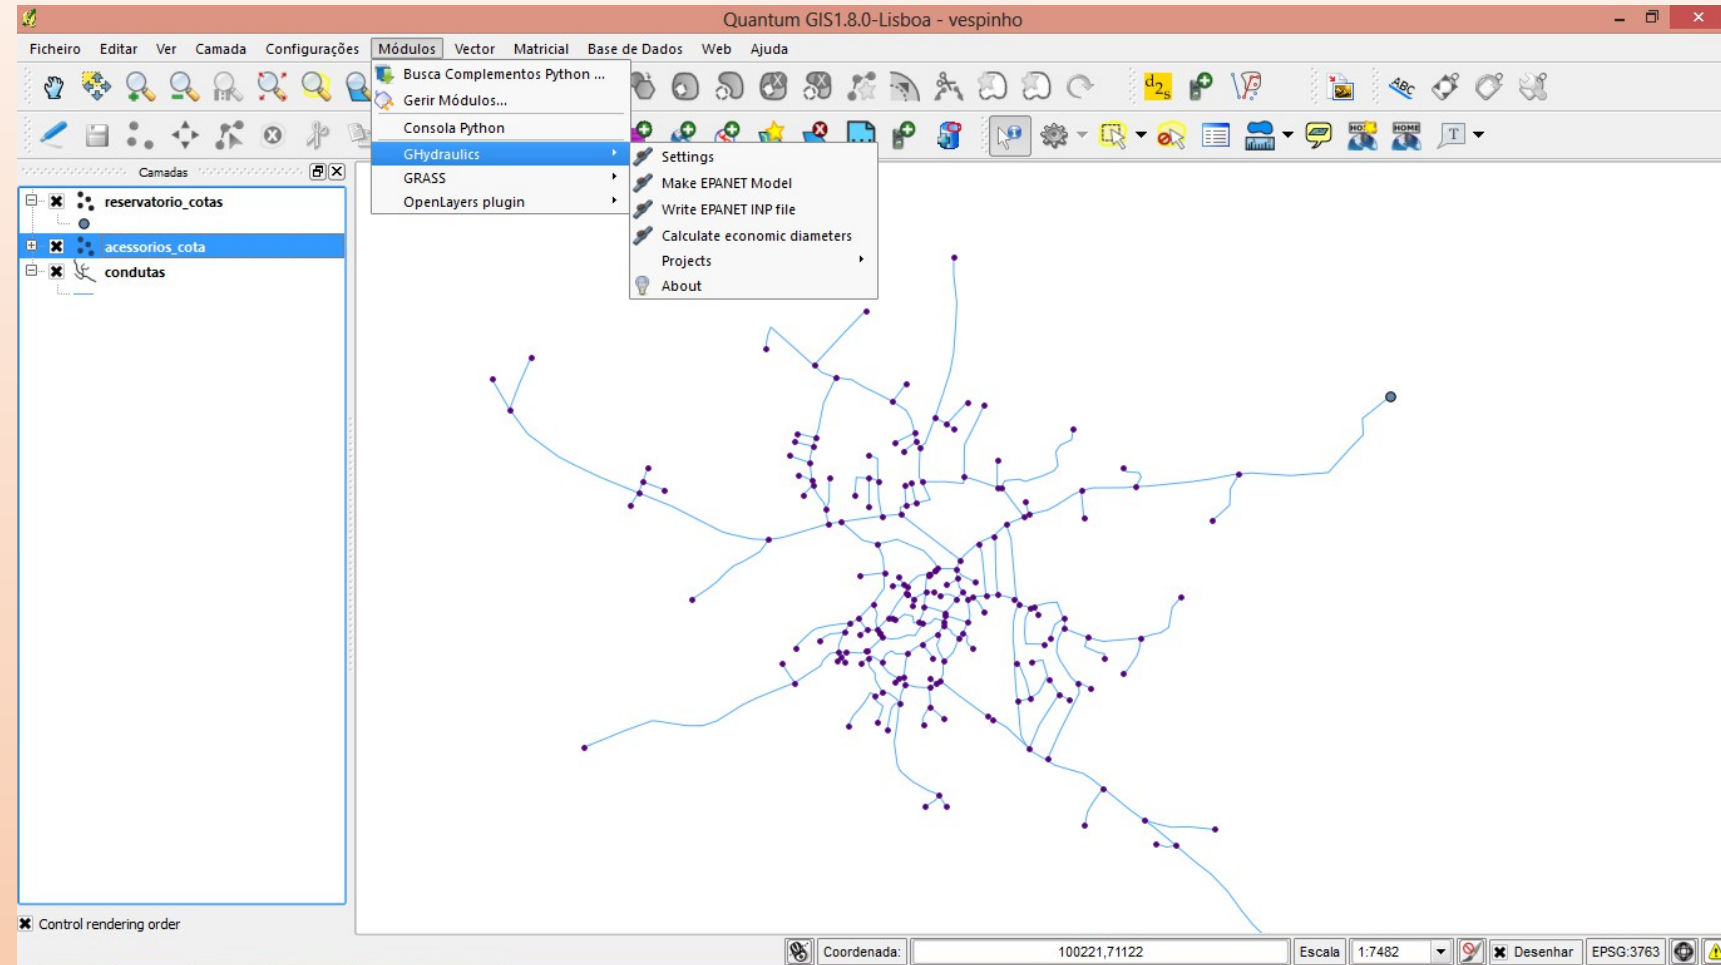 Quantum GIS1.8.0-Lisboa - vespinho
Ficheiro Editar Ver Camada Configurações Módulos Vector Matricial Base de Dados Web Ajuda
Busca Complementos Python ...
Gerir Módulos...
Consola Python
GHydraulics
GRASS
OpenLayers plugin
Settings
Make EPANET Model
Write EPANET INP file
Calculate economic diameters
Projects
About
Camadas
reservatorio_cotas
acessorios_cota
condutas
Control rendering order
Coordenada: 100221,71122 Escala 1:7482 Desenhar EPSG:3763